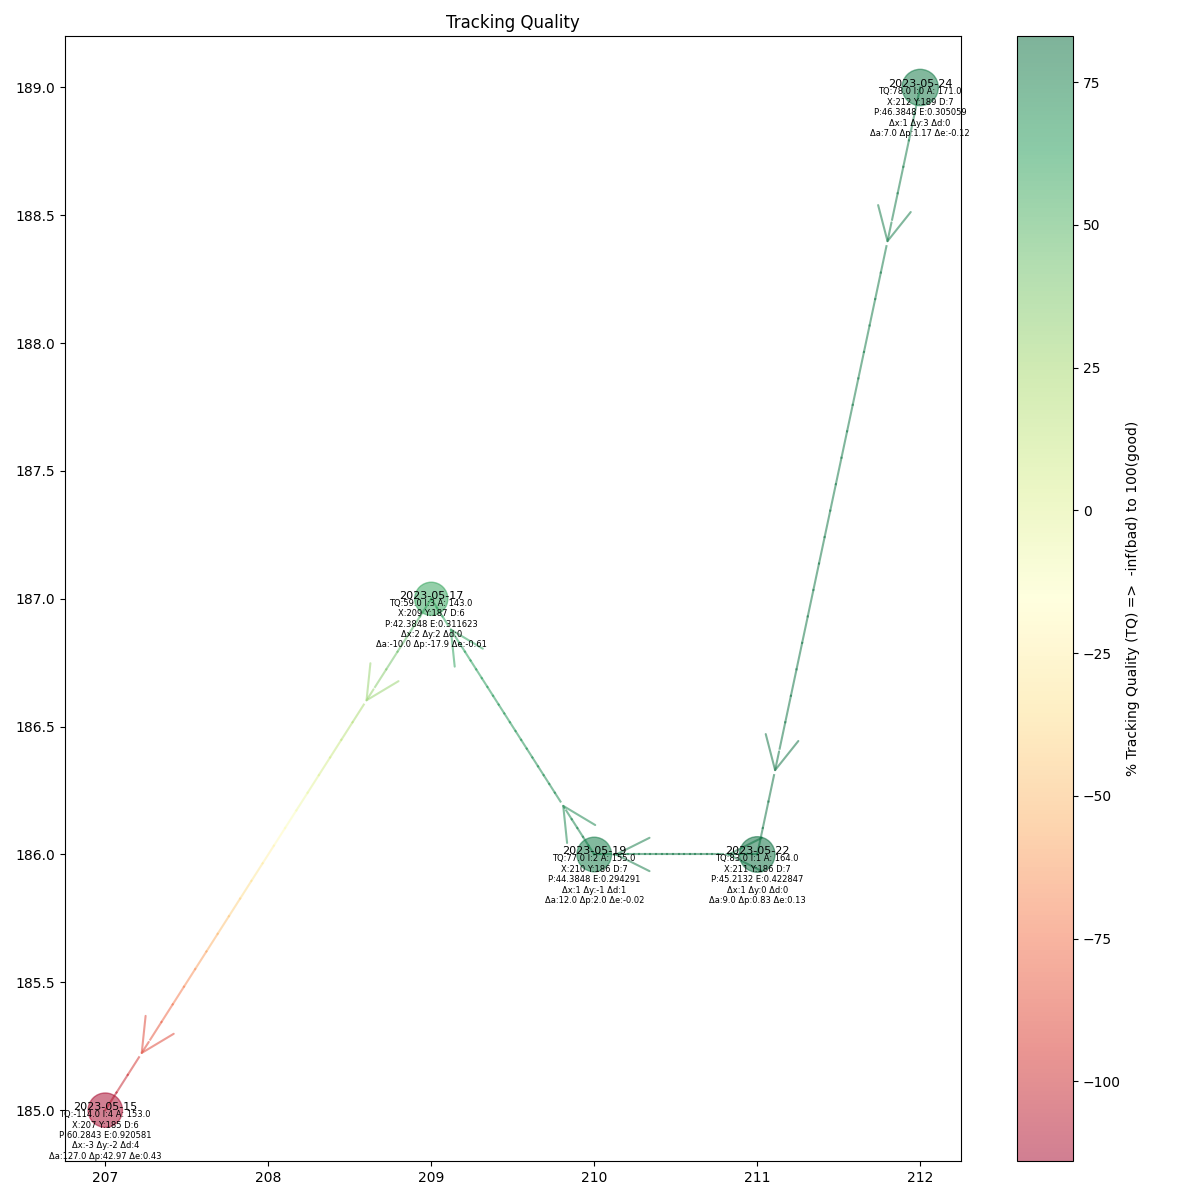 Tracking Quality
189.0
188.5
188.0
187.5
187.0
186.5
186.0
185.5
185.0
207
208
209
210
211
212
2023-05-24
TQ:78.0 I:0 A: 171.0
X:212 Y:189 D:7
P:46.3848 E:0.305059
Δx:1 Δy:3 Δd:0
Δa:7.0 Δp:1.17 Δe:-0.12
2023-05-17
TQ:59.0 I:3 A: 143.0
X:209 Y:187 D:6
P:42.3848 E:0.311623
Δx:2 Δy:2 Δd:0
Δa:-10.0 Δp:-17.9 Δe:-0.61
2023-05-19
TQ:77.0 I:2 A: 155.0
X:210 Y:186 D:7
P:44.3848 E:0.294291
Δx:1 Δy:-1 Δd:1
Δa:12.0 Δp:2.0 Δe:-0.02
2023-05-22
TQ:83.0 I:1 A: 164.0
X:211 Y:186 D:7
P:45.2132 E:0.422847
Δx:1 Δy:0 Δd:0
Δa:9.0 Δp:0.83 Δe:0.13
2023-05-15
TQ:-114.0 I:4 A: 153.0
X:207 Y:185 D:6
P:60.2843 E:0.920581
Δx:-3 Δy:-2 Δd:4
Δa:127.0 Δp:42.97 Δe:0.43
75
50
25
0
−25
−50
−75
−100
% Tracking Quality (TQ) => -inf(bad) to 100(good)